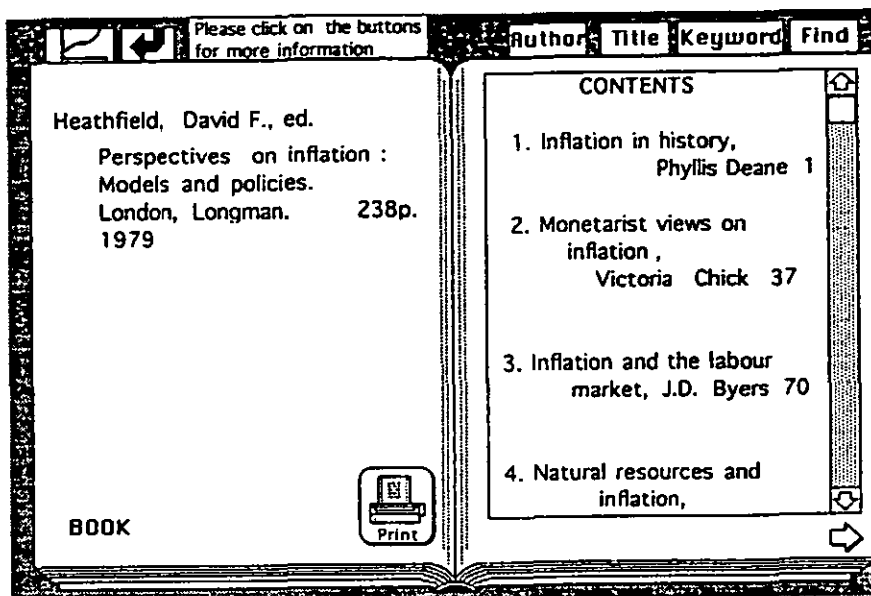 Please click on the buttons
for more information
Author Title Keyword Find
Heathfield, David F., ed.
Perspectives on inflation :
Models and policies.
London, Longman. 238p.
1979
BOOK
Print
CONTENTS
1. Inflation in history,
Phyllis Deane 1
2. Monetarist views on
inflation ,
Victoria Chick 37
3. Inflation and the labour
market, J.D. Byers 70
4. Natural resources and
inflation,